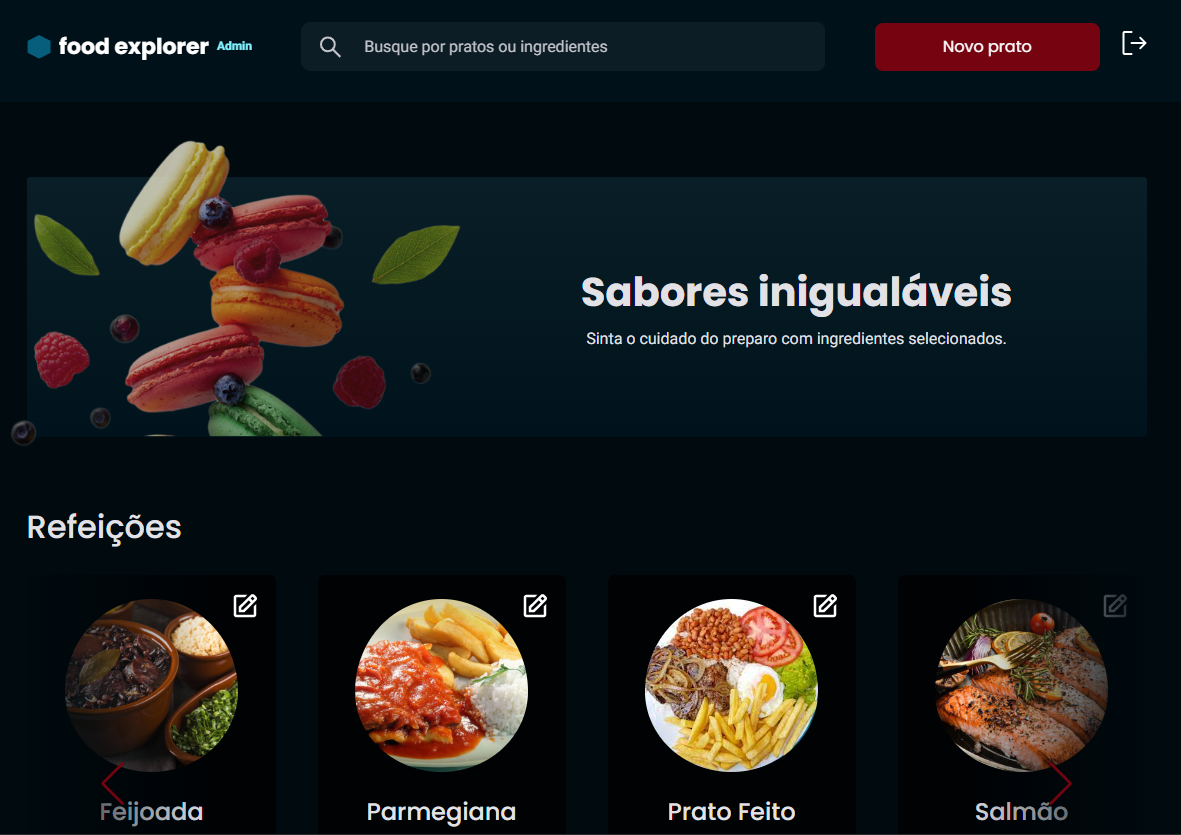 food explorer Admin
Busque por pratos ou ingredientes
Novo prato
Sabores inigualáveis
Sinta o cuidado do preparo com ingredientes selecionados.
Refeições
Feijoada
Parmegiana
Prato Feito
Salmão